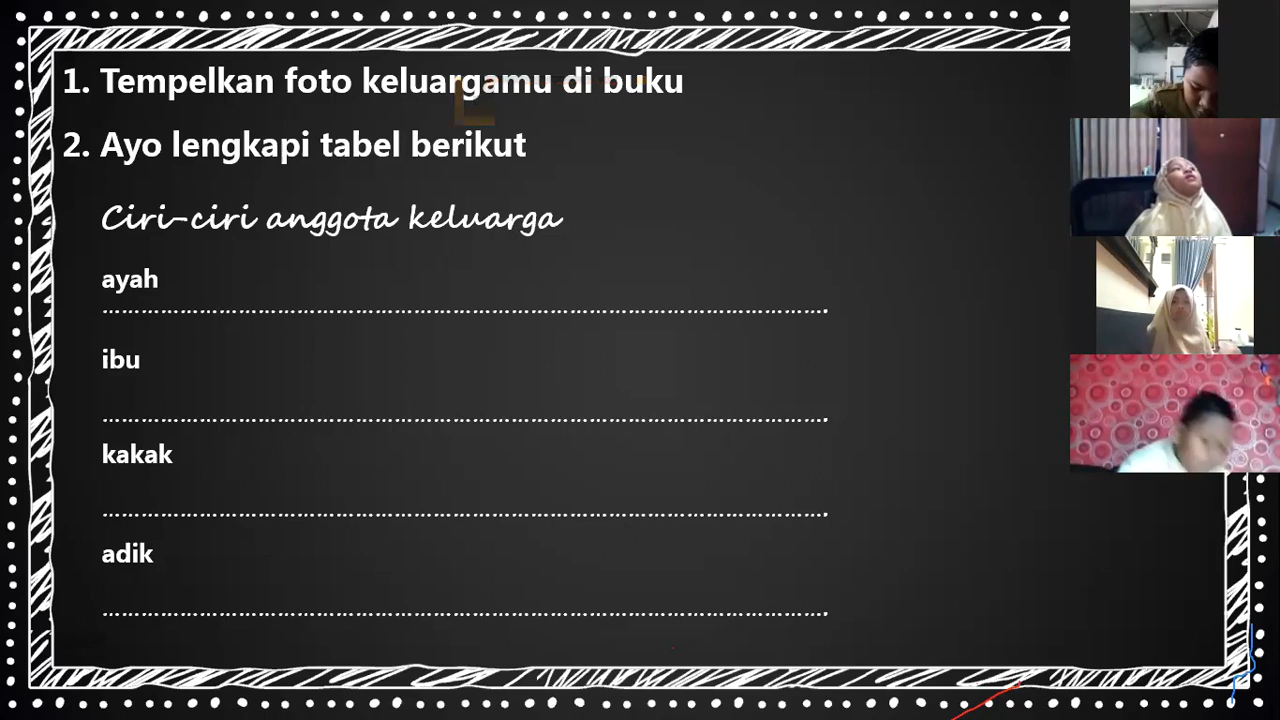 1. Tempelkan foto keluargamu di buku
2. Ayo lengkapi tabel berikut
Ciri-ciri anggota keluarga
ayah
………………………………………………………………………………………………….
ibu
………………………………………………………………………………………………….
kakak
………………………………………………………………………………………………….
adik
………………………………………………………………………………………………….